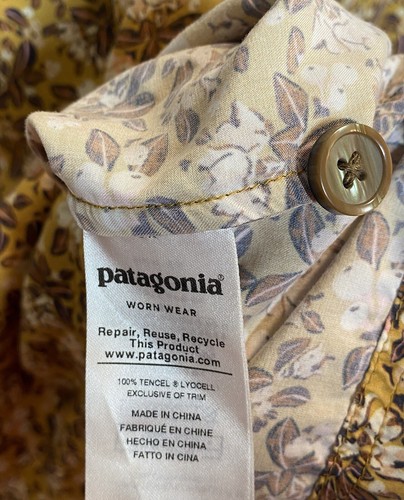 patagonia®
WORN WEAR
Repair, Reuse, Recycle
This Product
www.patagonia.com
100% TENCEL ® LYOCELL
EXCLUSIVE OF TRIM
MADE IN CHINA
FABRIQUÉ EN CHINE
HECHO EN CHINA
FATTO IN CINA